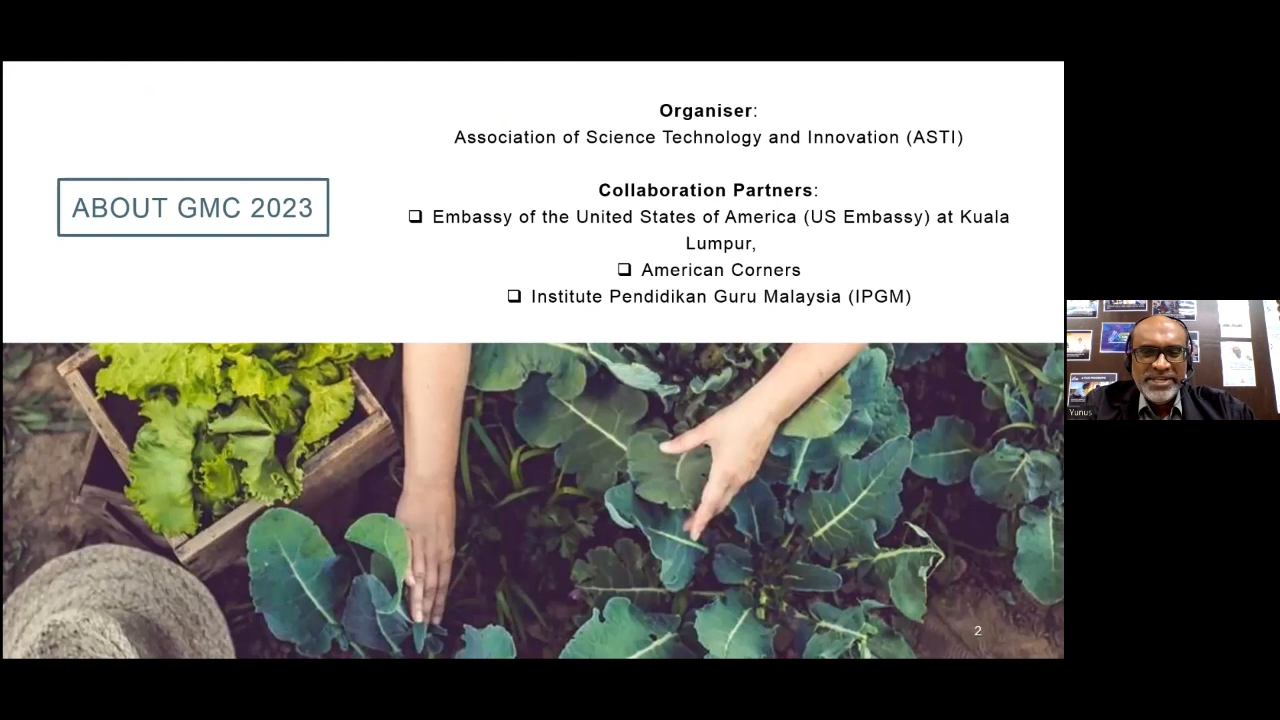 Organiser:
Association of Science Technology and Innovation (ASTI)
ABOUT GMC 2023
Collaboration Partners:
❑ Embassy of the United States of America (US Embassy) at Kuala
Lumpur,
❑ American Corners
❑ Institute Pendidikan Guru Malaysia (IPGM)
2
Yunus